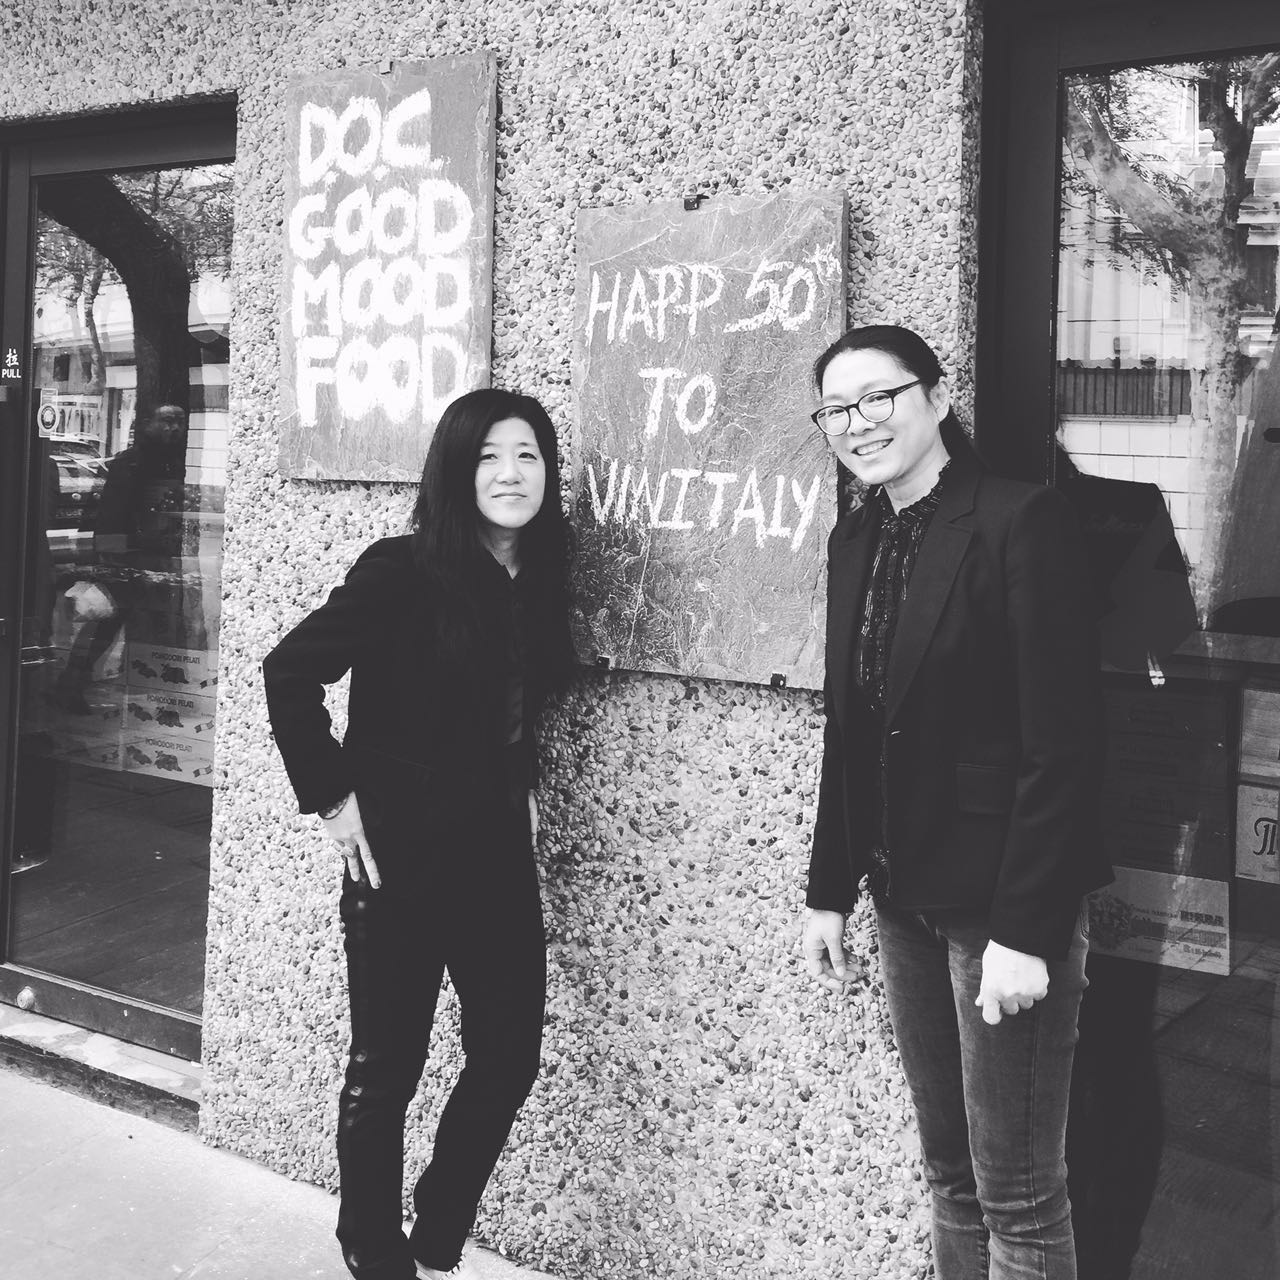 D.O.C.
GOOD
MOOD
FOOD
HAPP 50th
TO
VINITALY
拉
PULL
POMODORI PELATI
POMODORI PELATI
POMODORI PELATI